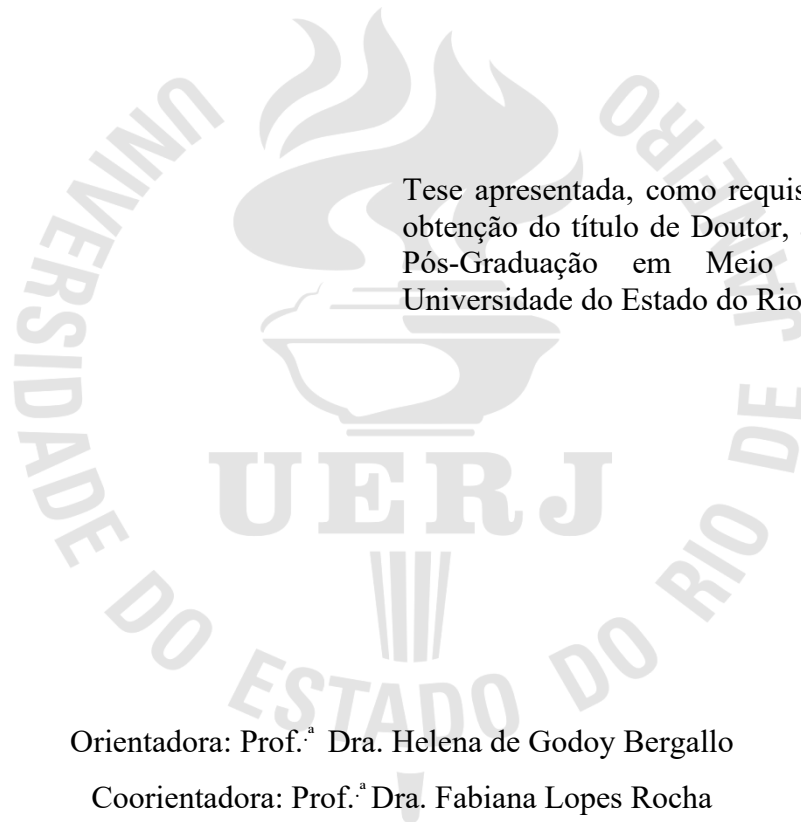 Tese apresentada, como requis
obtenção do título de Doutor,
Pós-Graduação em Meio
Universidade do Estado do Rio
UNIVERSIDADE DO ESTADO DO RIO DE JANEIRO
UERJ
Orientadora: Prof.ª Dra. Helena de Godoy Bergallo
Coorientadora: Prof.ª Dra. Fabiana Lopes Rocha